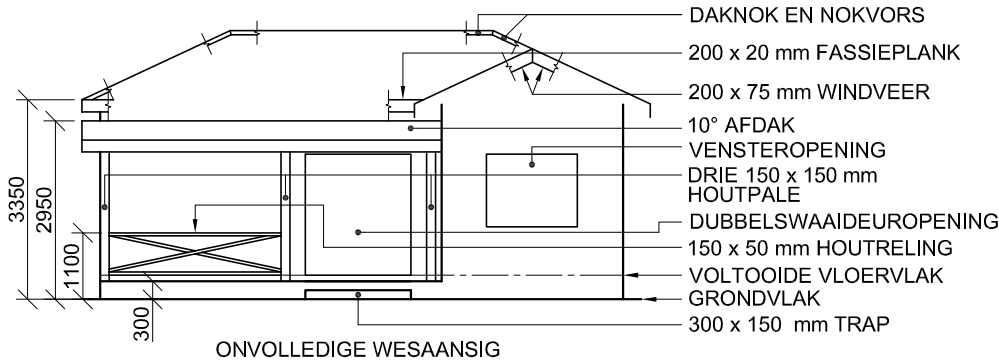 DAKNOK EN NOKVORS
200 x 20 mm FASSIEPLANK
200 x 75 mm WINDVEER
10° AFDAK
VENSTEROPENING
DRIE 150 x 150 mm
HOUTPALE
DUBBELSWAAIDEUROPENING
150 x 50 mm HOUTRELING
VOLTOOIDE VLOERVLAK
GRONDVLAK
300 x 150 mm TRAP
3350
2950
1100
300
ONVOLLEDIGE WESAANSIG